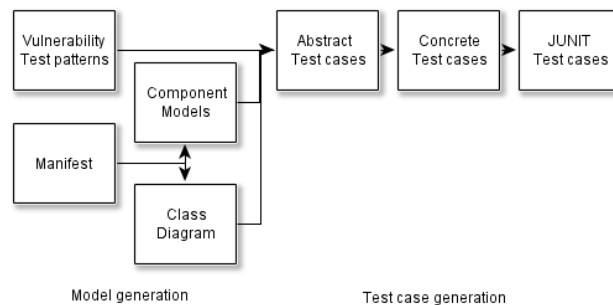 Vulnerability
Test patterns
Abstract
Test cases
Concrete
Test cases
JUNIT
Test cases
Component
Models
Manifest
Class
Diagram
Model generation
Test case generation